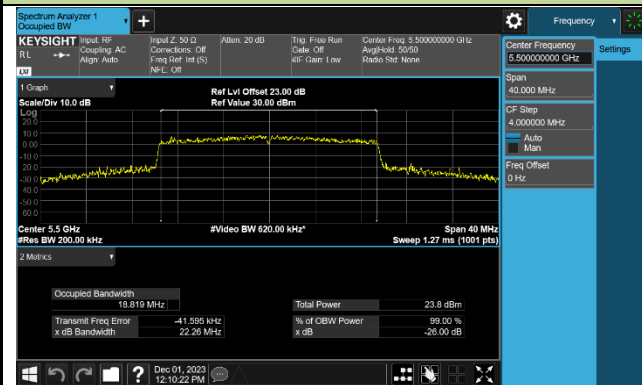 Spectrum Analyzer 1
Occupied BW
Frequency
KEYSIGHT
Input: RF
Coupling: AC
Align: Auto
Input Z: 50 Ω
Corrections: Off
Freq Ref: Int (S)
NFE: Off
Atten: 20 dB
Trig: Free Run
Gate: Off
#IF Gain: Low
Center Freq: 5.500000000 GHz
Avg|Hold: 50/50
Radio Std: None
R L
LXI
Center Frequency
5.500000000 GHz
Settings
Span
40.000 MHz
CF Step
4.000000 MHz
Auto
Man
Freq Offset
0 Hz
1 Graph
Scale/Div 10.0 dB
Ref Lvl Offset 23.00 dB
Ref Value 30.00 dBm
Log
20.0
10.0
0.00
-10.0
-20.0
-30.0
-40.0
-50.0
-60.0
Center 5.5 GHz
#Video BW 620.00 kHz*
Span 40 MHz
#Res BW 200.00 kHz
Sweep 1.27 ms (1001 pts)
2 Metrics
Occupied Bandwidth
18.819 MHz
Total Power
23.8 dBm
Transmit Freq Error
-41.595 kHz
% of OBW Power
99.00 %
x dB Bandwidth
22.26 MHz
x dB
-26.00 dB
Dec 01, 2023
12:10:22 PM